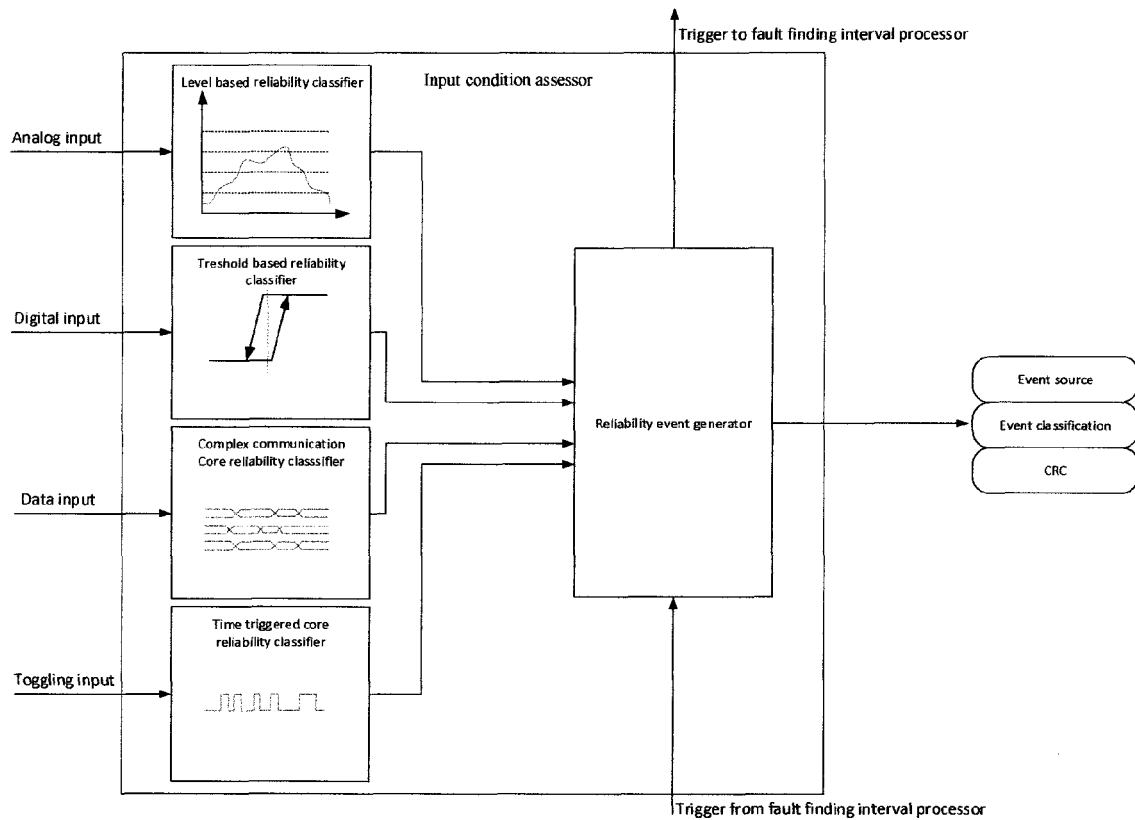 Trigger to fault finding interval processor
Input condition assessor
Level based reliability classifier
Analog input
Treshold based reliability
classifier
Digital input
Complex communication
Core reliability classsifier
Data input
Time triggered core
reliability classifier
Toggling input
Reliability event generator
Event source
Event classification
CRC
Trigger from fault finding interval processor